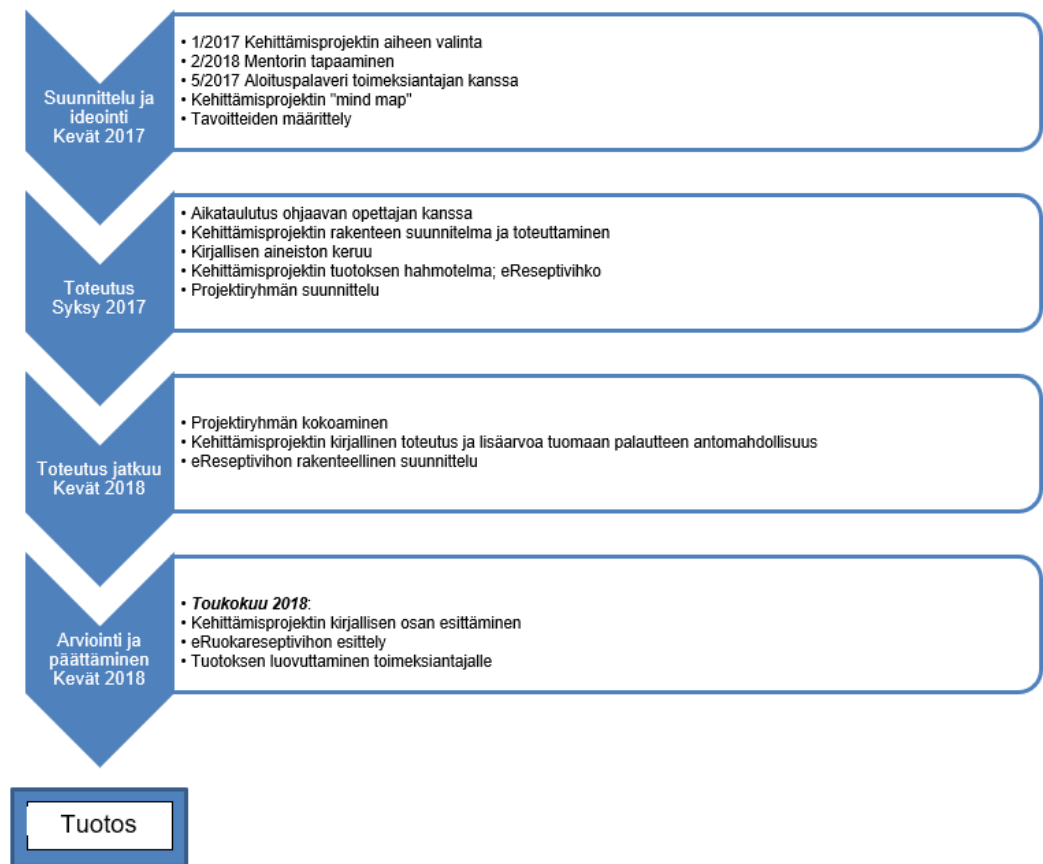 Suunnittelu ja
ideointi
Kevät 2017
• 1/2017 Kehittämisprojektin aiheen valinta
• 2/2018 Mentorin tapaaminen
• 5/2017 Aloituspalaveri toimeksiantajan kanssa
• Kehittämisprojektin "mind map"
• Tavoitteiden määrittely
Toteutus
Syksy 2017
• Aikataulutus ohjaavan opettajan kanssa
• Kehittämisprojektin rakenteen suunnitelma ja toteuttaminen
• Kirjallisen aineiston keruu
• Kehittämisprojektin tuotoksen hahmotelma; eReseptivihko
• Projektiryhmän suunnittelu
Toteutus jatkuu
Kevät 2018
• Projektiryhmän kokoaminen
• Kehittämisprojektin kirjallinen toteutus ja lisäarvoa tuomaan palautteen antomahdollisuus
• eReseptivihon rakenteellinen suunnittelu
Arviointi ja
päättäminen
Kevät 2018
• Toukokuu 2018:
• Kehittämisprojektin kirjallisen osan esittäminen
• eRuokareseptivihon esittely
• Tuotoksen luovuttaminen toimeksiantajalle
Tuotos